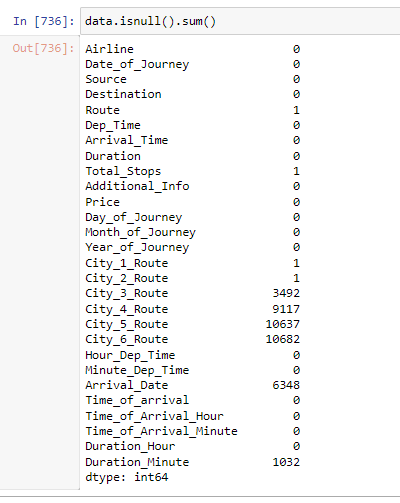 In [736]: data.isnull().sum()
Out[736]: Airline 0
Date_of_Journey 0
Source 0
Destination 0
Route 1
Dep_Time 0
Arrival_Time 0
Duration 0
Total_Stops 1
Additional_Info 0
Price 0
Day_of_Journey 0
Month_of_Journey 0
Year_of_Journey 0
City_1_Route 1
City_2_Route 1
City_3_Route 3492
City_4_Route 9117
City_5_Route 10637
City_6_Route 10682
Hour_Dep_Time 0
Minute_Dep_Time 0
Arrival_Date 6348
Time_of_arrival 0
Time_of_Arrival_Hour 0
Time_of_Arrival_Minute 0
Duration_Hour 0
Duration_Minute 1032
dtype: int64